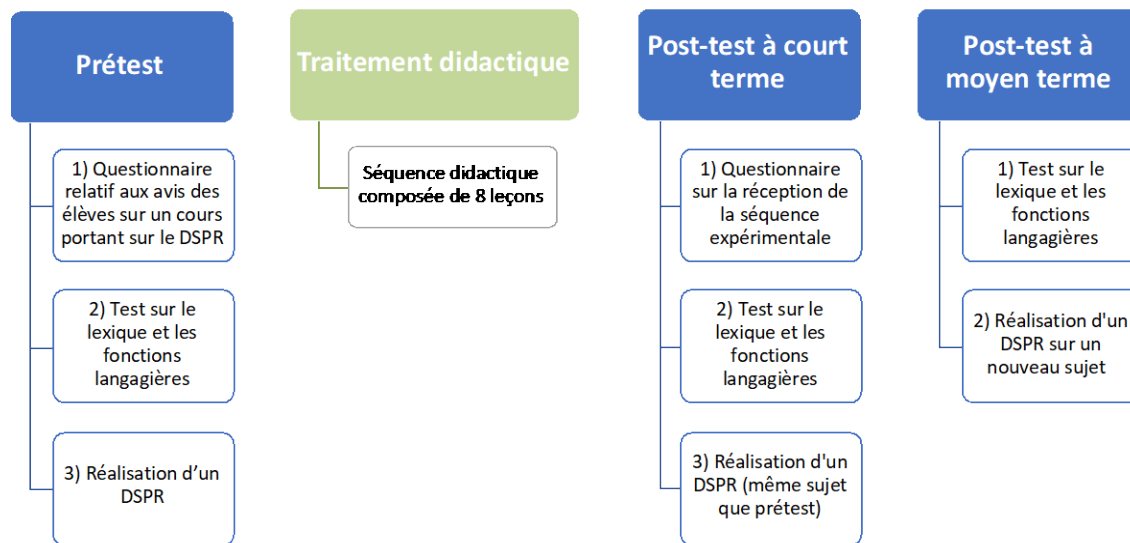 Prétest
1) Questionnaire
relatif aux avis des
élèves sur un cours
portant sur le DSPR
2) Test sur le
lexique et les
fonctions
langagières
3) Réalisation d’un
DSPR
Traitement didactique
Séquence didactique
composée de 8 leçons
Post-test à court
terme
1) Questionnaire
sur la réception de
la séquence
expérimentale
2) Test sur le
lexique et les
fonctions
langagières
3) Réalisation d'un
DSPR (même sujet
que prétest)
Post-test à
moyen terme
1) Test sur le
lexique et les
fonctions
langagières
2) Réalisation d'un
DSPR sur un
nouveau sujet